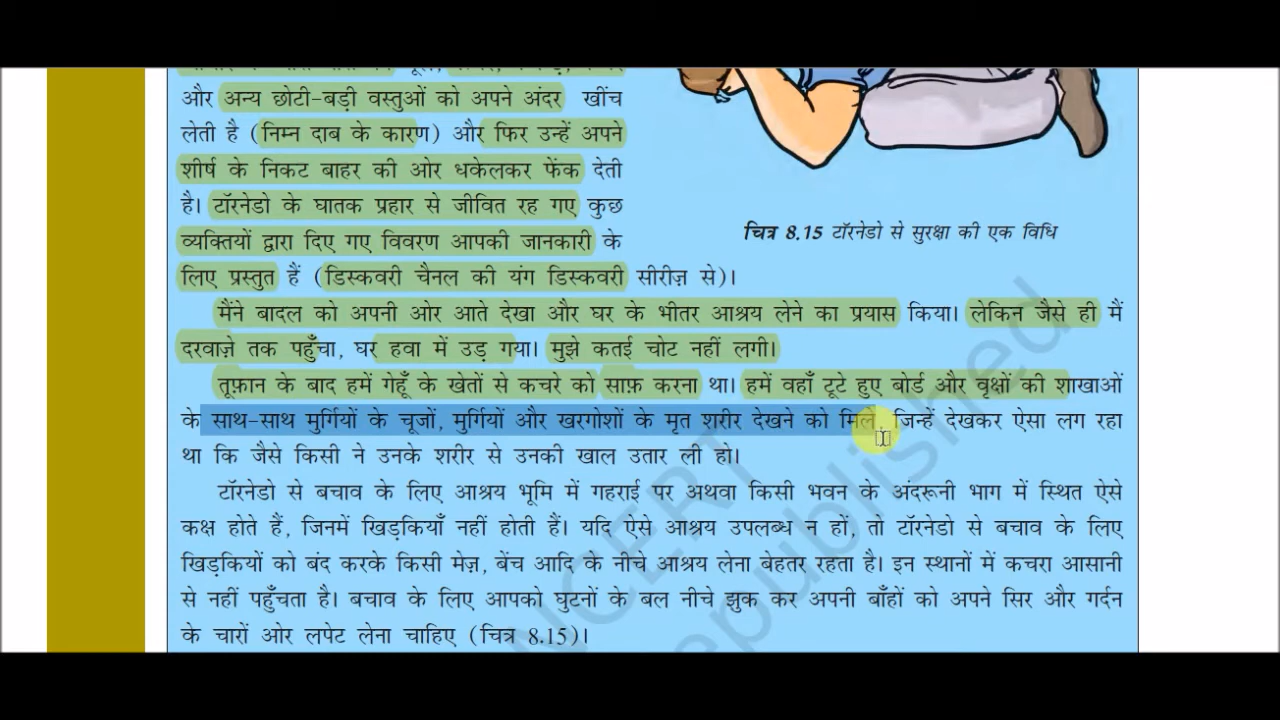 और अन्य छोटी-बड़ी वस्तुओं को अपने अंदर खींच
लेती है (निम्न दाब के कारण) और फिर उन्हें अपने
शीर्ष के निकट बाहर की ओर धकेलकर फेंक देती
है। टॉरनेडो के घातक प्रहार से जीवित रह गए कुछ
व्यक्तियों द्वारा दिए गए विवरण आपकी जानकारी के
लिए प्रस्तुत हैं (डिस्कवरी चैनल की यंग डिस्कवरी सीरीज़ से)।
चित्र 8.15 टॉरनेडो से सुरक्षा की एक विधि
मैंने बादल को अपनी ओर आते देखा और घर के भीतर आश्रय लेने का प्रयास किया। लेकिन जैसे ही मैं
दरवाज़े तक पहुँचा, घर हवा में उड़ गया। मुझे कतई चोट नहीं लगी।
तूफ़ान के बाद हमें गेहूँ के खेतों से कचरे को साफ़ करना था। हमें वहाँ टूटे हुए बोर्ड और वृक्षों की शाखाओं
के साथ-साथ मुर्गियों के चूजों, मुर्गियों और खरगोशों के मृत शरीर देखने को मिले, जिन्हें देखकर ऐसा लग रहा
था कि जैसे किसी ने उनके शरीर से उनकी खाल उतार ली हो।
टॉरनेडो से बचाव के लिए आश्रय भूमि में गहराई पर अथवा किसी भवन के अंदरूनी भाग में स्थित ऐसे
कक्ष होते हैं, जिनमें खिड़कियाँ नहीं होती हैं। यदि ऐसे आश्रय उपलब्ध न हों, तो टॉरनेडो से बचाव के लिए
खिड़कियों को बंद करके किसी मेज़, बेंच आदि के नीचे आश्रय लेना बेहतर रहता है। इन स्थानों में कचरा आसानी
से नहीं पहुँचता है। बचाव के लिए आपको घुटनों के बल नीचे झुक कर अपनी बाँहों को अपने सिर और गर्दन
के चारों ओर लपेट लेना चाहिए (चित्र 8.15)।
NCERT
republished